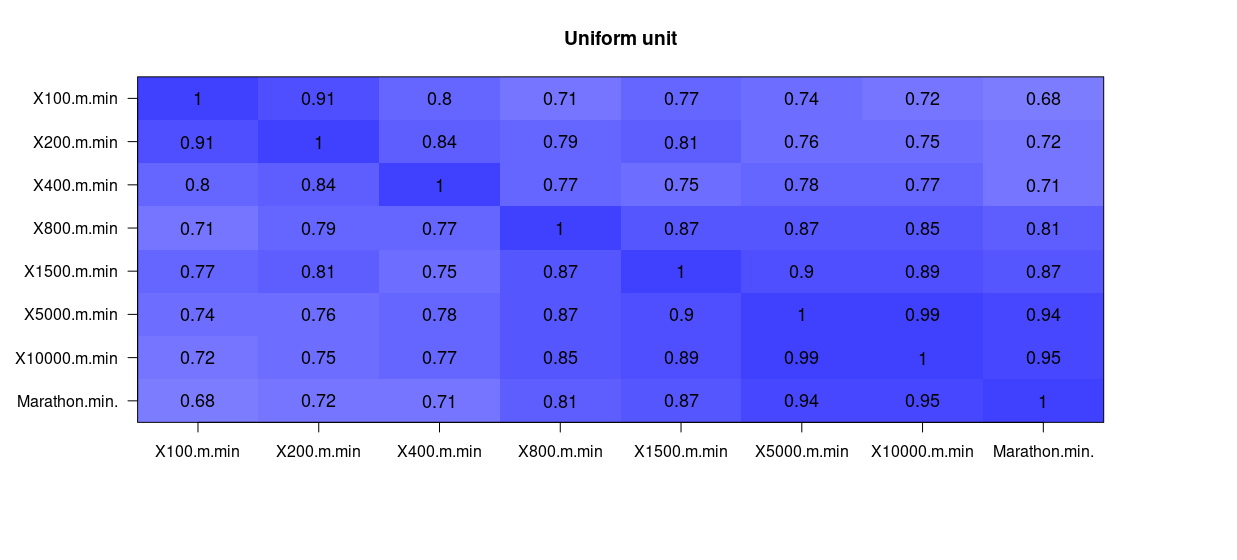 Uniform unit
X100.m.min 1 0.91 0.8 0.71 0.77 0.74 0.72 0.68
X200.m.min 0.91 1 0.84 0.79 0.81 0.76 0.75 0.72
X400.m.min 0.8 0.84 1 0.77 0.75 0.78 0.77 0.71
X800.m.min 0.71 0.79 0.77 1 0.87 0.87 0.85 0.81
X1500.m.min 0.77 0.81 0.75 0.87 1 0.9 0.89 0.87
X5000.m.min 0.74 0.76 0.78 0.87 0.9 1 0.99 0.94
X10000.m.min 0.72 0.75 0.77 0.85 0.89 0.99 1 0.95
Marathon.min. 0.68 0.72 0.71 0.81 0.87 0.94 0.95 1
X100.m.min X200.m.min X400.m.min X800.m.min X1500.m.min X5000.m.min X10000.m.min Marathon.min.